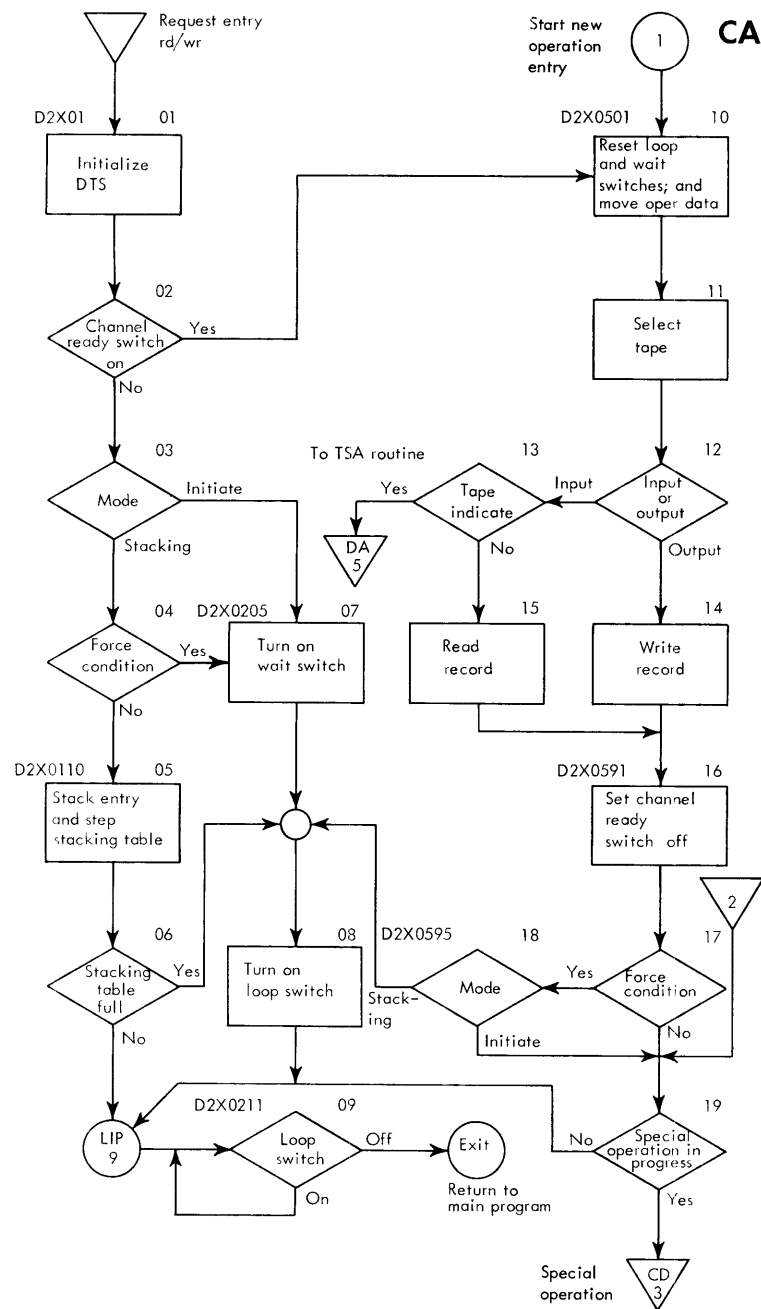 Request entry
rd/wr
Start new
operation
entry
1
CA
D2X01
01
Initialize
DTS
D2X0501
10
Reset loop
and wait
switches; and
move oper data
02
Channel
ready switch
on
Yes
No
11
Select
tape
03
Mode
Initiate
Stacking
To TSA routine
13
Tape
indicate
Yes
No
DA
5
Input
12
Input
or
output
Output
04
Force
condition
Yes
No
D2X0205
07
Turn on
wait switch
15
Read
record
14
Write
record
D2X0110
05
Stack entry
and step
stacking table
D2X0591
16
Set channel
ready
switch off
2
06
Stacking
table
full
Yes
No
08
Turn on
loop switch
D2X0595
18
Mode
Stack-
ing
Initiate
17
Force
condition
Yes
No
LIP
9
D2X0211
09
Loop
switch
Off
On
Exit
Return to
main program
19
Special
operation in
progress
No
Yes
Special
operation
CD
3